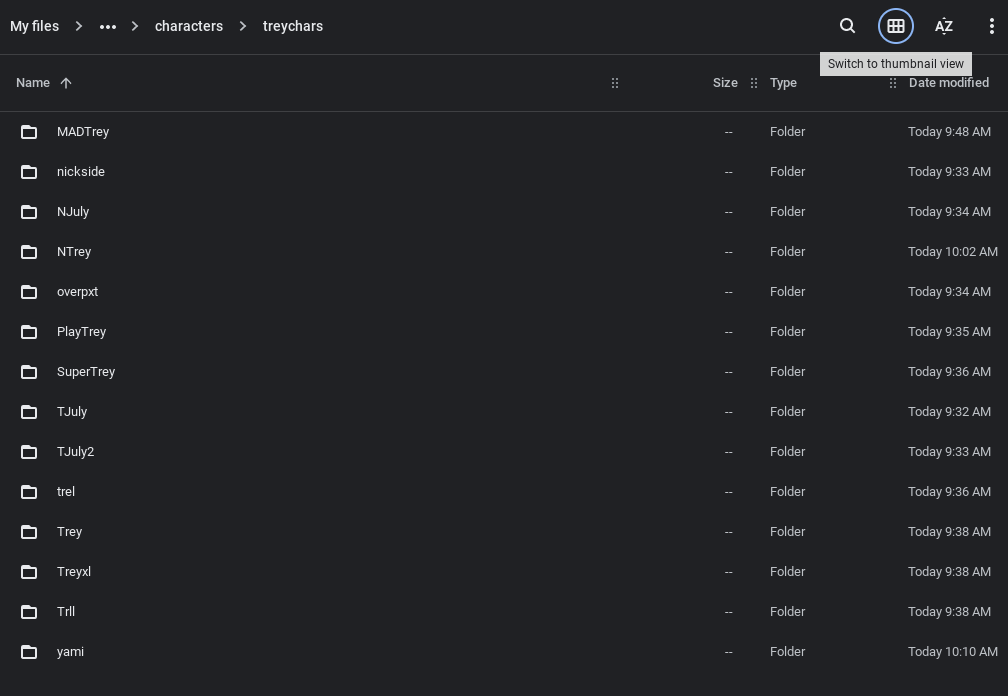 My files > ••• > characters > treychars
AZ
Switch to thumbnail view
Name Size Type Date modified
MADTrey -- Folder Today 9:48 AM
nickside -- Folder Today 9:33 AM
NJuly -- Folder Today 9:34 AM
NTrey -- Folder Today 10:02 AM
overpxt -- Folder Today 9:34 AM
PlayTrey -- Folder Today 9:35 AM
SuperTrey -- Folder Today 9:36 AM
TJuly -- Folder Today 9:32 AM
TJuly2 -- Folder Today 9:33 AM
trel -- Folder Today 9:36 AM
Trey -- Folder Today 9:38 AM
Treyxl -- Folder Today 9:38 AM
Trll -- Folder Today 9:38 AM
yami -- Folder Today 10:10 AM